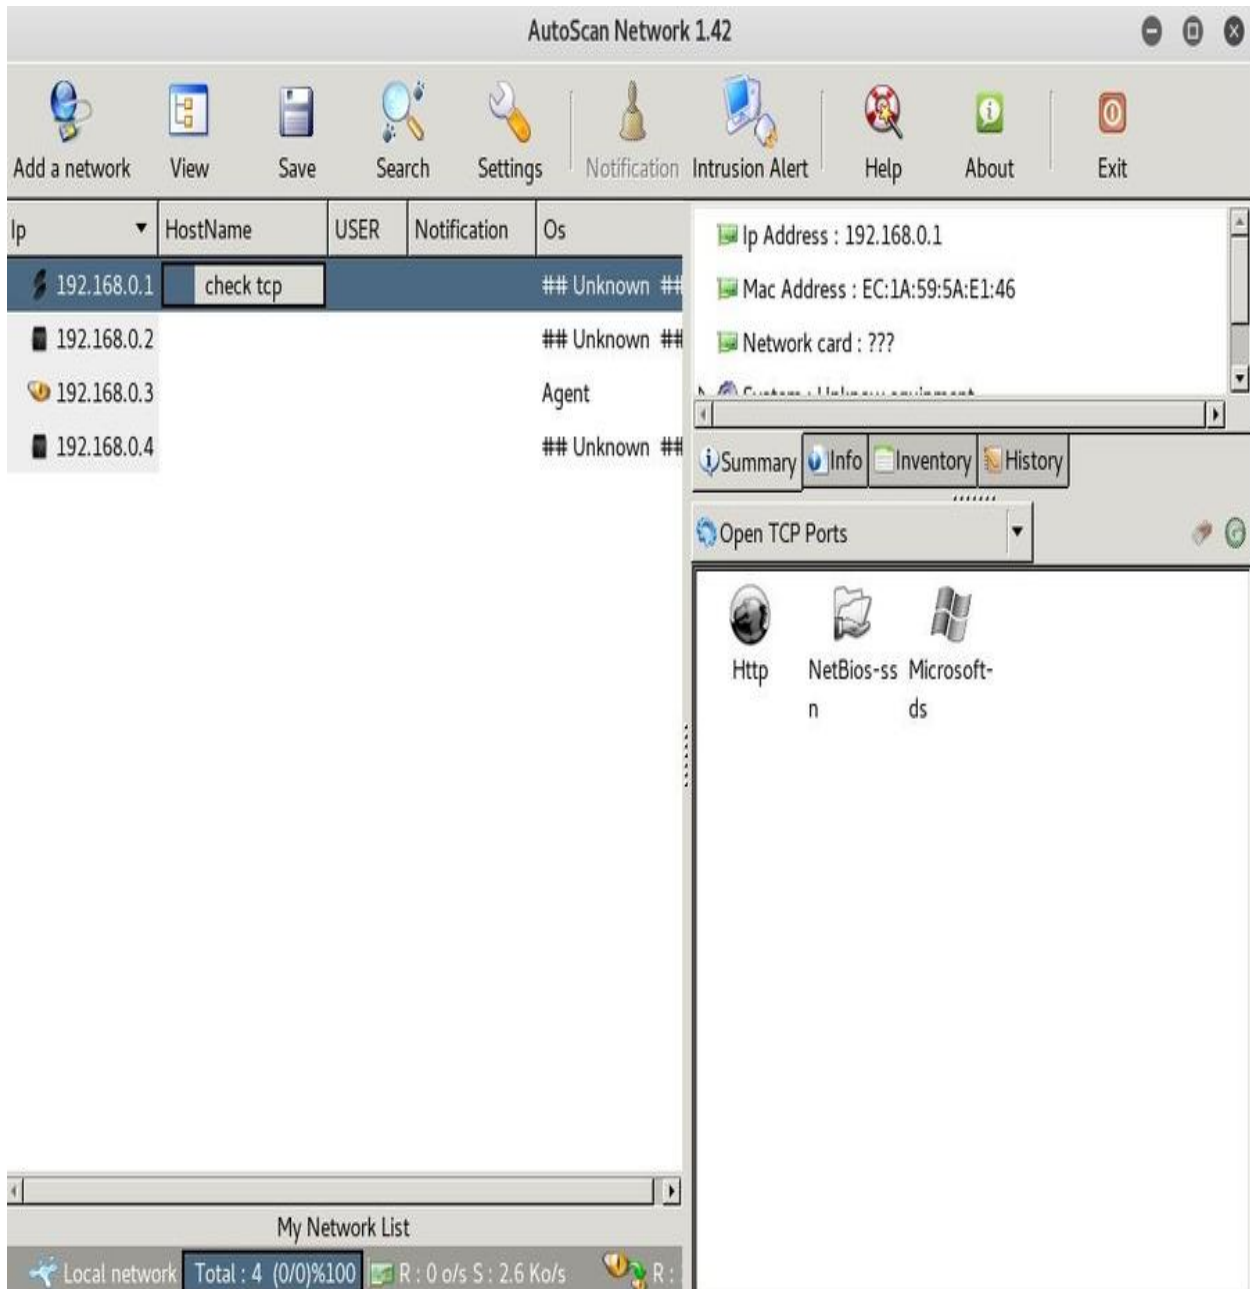 AutoScan Network 1.42
Add a network View Save Search Settings Notification Intrusion Alert Help About Exit
Ip HostName USER Notification Os
192.168.0.1 check tcp ## Unknown ##
192.168.0.2 ## Unknown ##
192.168.0.3 Agent
192.168.0.4 ## Unknown ##
Ip Address : 192.168.0.1
Mac Address : EC:1A:59:5A:E1:46
Network card : ???
System : Unknow equipment
Summary Info Inventory History
Open TCP Ports
Http NetBios-ss Microsoft-
n ds
My Network List
Local network Total : 4 (0/0)%100 R : 0 o/s S : 2.6 Ko/s R :